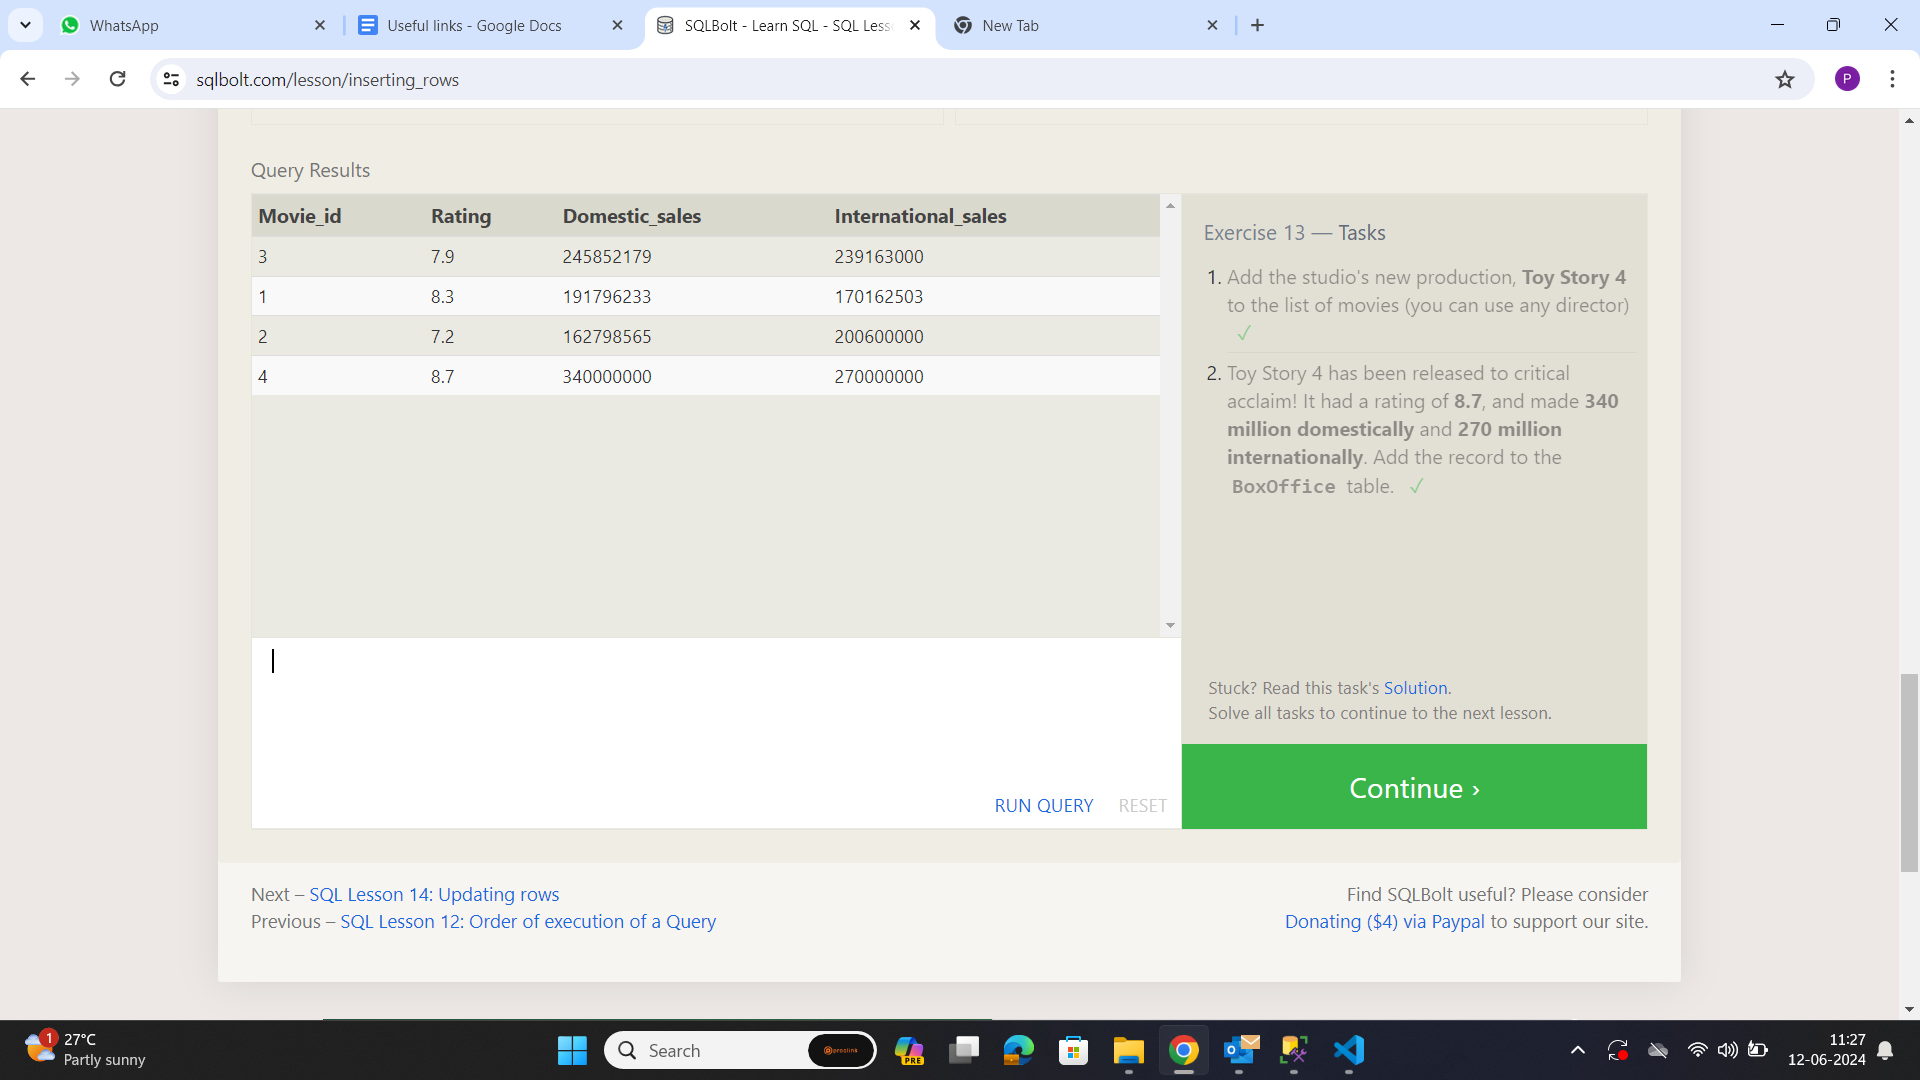 WhatsApp
Useful links - Google Docs
SQLBolt - Learn SQL - SQL Less
New Tab
sqlbolt.com/lesson/inserting_rows
P
Query Results
Movie_id Rating Domestic_sales International_sales
3 7.9 245852179 239163000
1 8.3 191796233 170162503
2 7.2 162798565 200600000
4 8.7 340000000 270000000
Exercise 13 — Tasks
1. Add the studio's new production, Toy Story 4
to the list of movies (you can use any director)
✓
2. Toy Story 4 has been released to critical
acclaim! It had a rating of 8.7, and made 340
million domestically and 270 million
internationally. Add the record to the
BoxOffice table. ✓
Stuck? Read this task's Solution.
Solve all tasks to continue to the next lesson.
RUN QUERY RESET
Continue ›
Next – SQL Lesson 14: Updating rows
Previous – SQL Lesson 12: Order of execution of a Query
Find SQLBolt useful? Please consider
Donating ($4) via Paypal to support our site.
1
27°C
Partly sunny
Search
proclink
PRE
11:27
12-06-2024